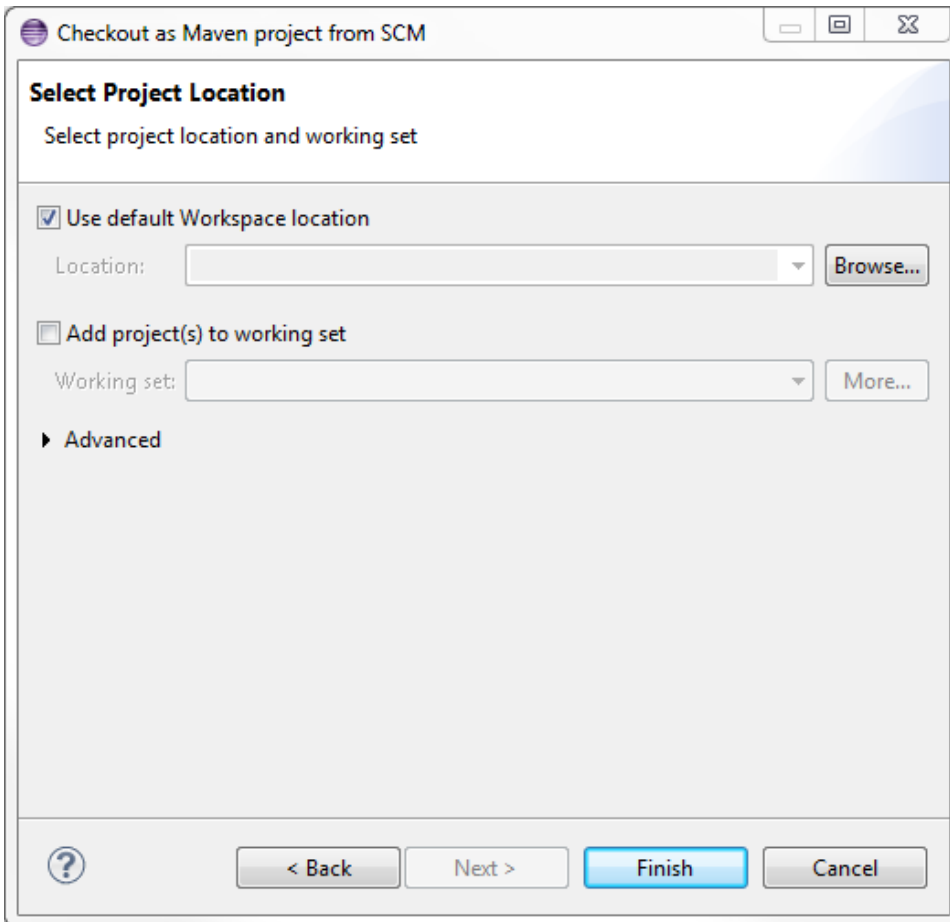 Checkout as Maven project from SCM
Select Project Location
Select project location and working set
Use default Workspace location
Location: Browse...
Add project(s) to working set
Working set: More...
Advanced
? < Back Next > Finish Cancel